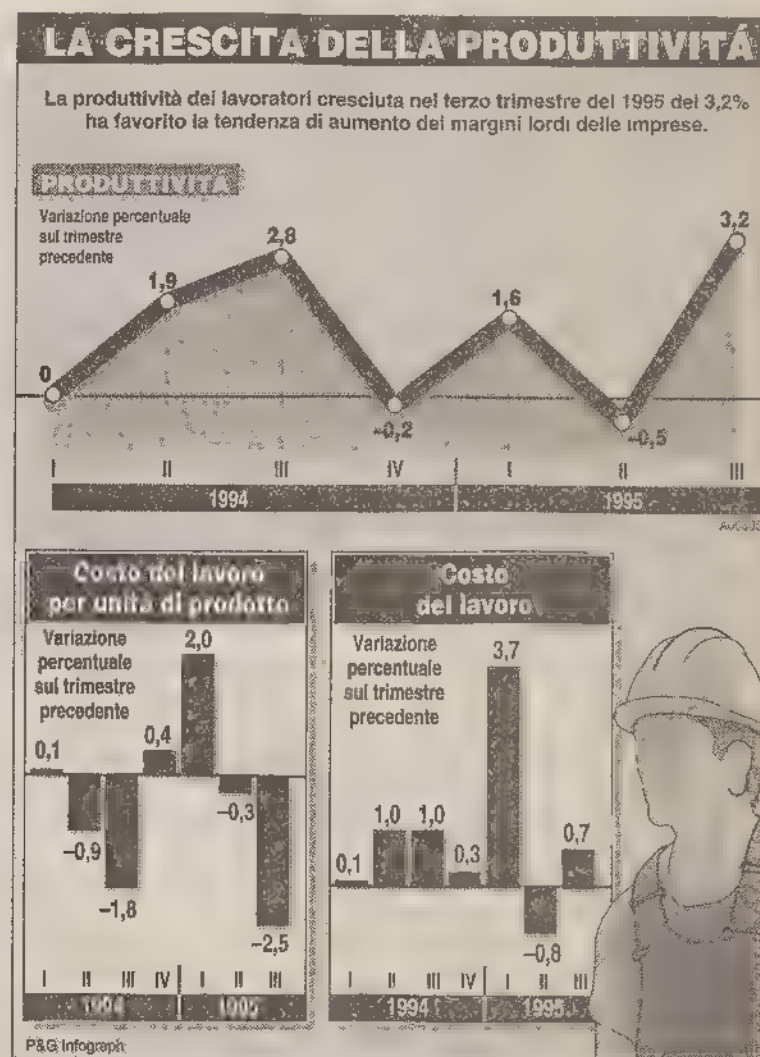 LA CRESCITA DELLA PRODUTTIVITÁ
La produttività dei lavoratori cresciuta nel terzo trimestre del 1995 del 3,2%
ha favorito la tendenza di aumento dei margini lordi delle imprese.
PRODUTTIVITÁ
Variazione percentuale
sul trimestre
precedente
0
1,9
2,8
-0,2
1,6
-0,5
3,2
I II III IV I II III
1994 1995
Costo del lavoro
per unità di prodotto
Variazione
percentuale
sul trimestre
precedente
0,1
-0,9
-1,8
0,4
2,0
-0,3
-2,5
I II III IV I II III
1994 1995
Costo
del lavoro
Variazione
percentuale
sul trimestre
precedente
0,1
1,0
1,0
0,3
3,7
-0,8
0,7
I II III IV I II III
1994 1995
P&G Infograph